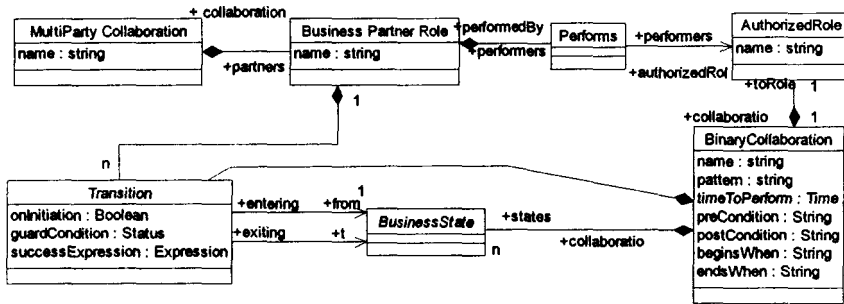 + collaboration
MultiParty Collaboration
name : string
+partners
Business Partner Role
name : string
+performedBy
+performers
Performs
+performers
+authorizedRol
AuthorizedRole
name : string
+toRole
1
1
+collaboratio
1
n
Transition
onInitiation : Boolean
guardCondition : Status
successExpression : Expression
+entering
+from
1
+exiting
+t
BusinessState
+states
n
+collaboratio
BinaryCollaboration
name : string
pattern : string
timeToPerform : Time
preCondition : String
postCondition : String
beginsWhen : String
endsWhen : String